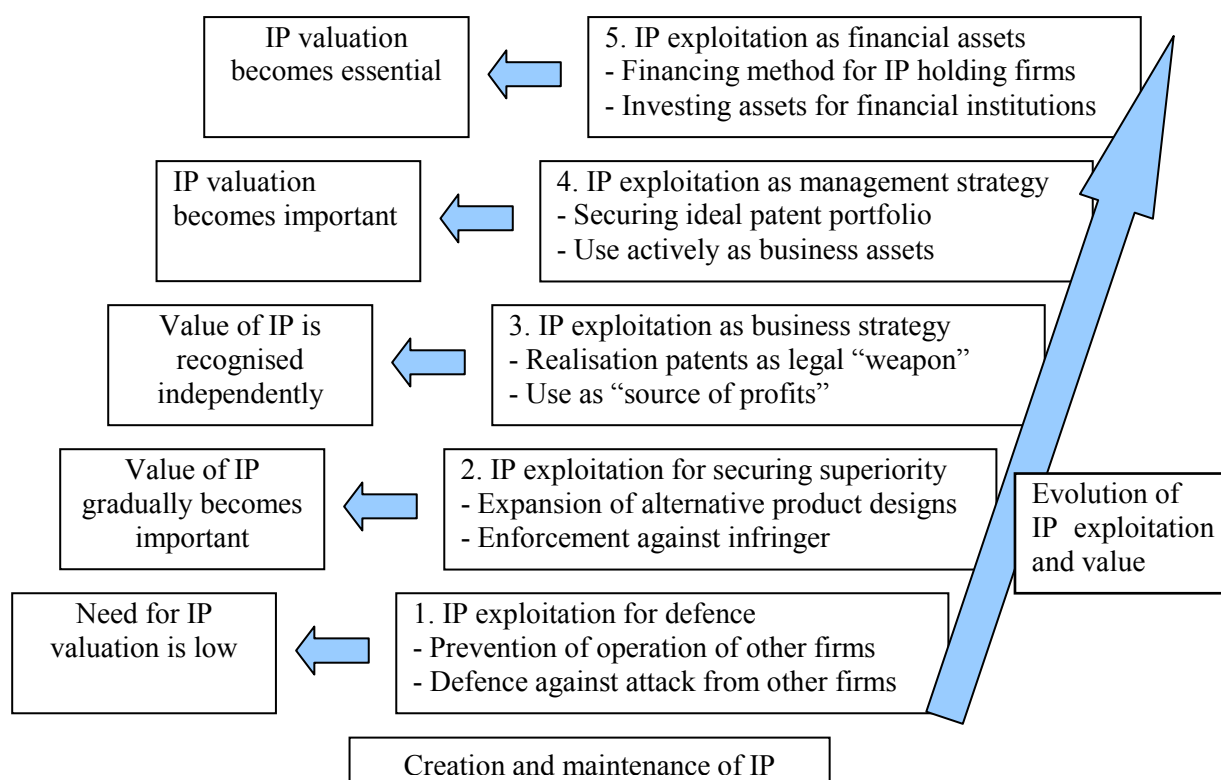 IP valuation
becomes essential
5. IP exploitation as financial assets
- Financing method for IP holding firms
- Investing assets for financial institutions
IP valuation
becomes important
4. IP exploitation as management strategy
- Securing ideal patent portfolio
- Use actively as business assets
Value of IP is
recognised
independently
3. IP exploitation as business strategy
- Realisation patents as legal “weapon”
- Use as “source of profits”
Value of IP
gradually becomes
important
2. IP exploitation for securing superiority
- Expansion of alternative product designs
- Enforcement against infringer
Evolution of
IP exploitation
and value
Need for IP
valuation is low
1. IP exploitation for defence
- Prevention of operation of other firms
- Defence against attack from other firms
Creation and maintenance of IP